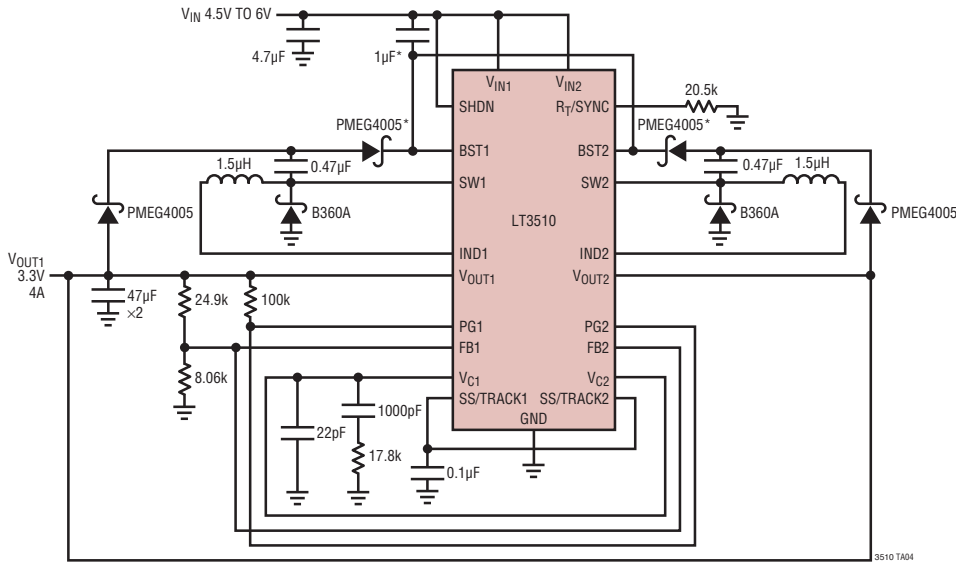 V_IN 4.5V TO 6V
4.7µF
1µF*
V_IN1
V_IN2
SHDN
R_T/SYNC
20.5k
PMEG4005*
PMEG4005*
BST1
BST2
1.5µH
0.47µF
0.47µF
1.5µH
SW1
SW2
PMEG4005
B360A
LT3510
B360A
PMEG4005
IND1
IND2
V_OUT1
3.3V
4A
V_OUT1
V_OUT2
47µF
×2
24.9k
100k
PG1
PG2
FB1
FB2
8.06k
V_C1
V_C2
SS/TRACK1
SS/TRACK2
1000pF
GND
22pF
17.8k
0.1µF
3510 TA04